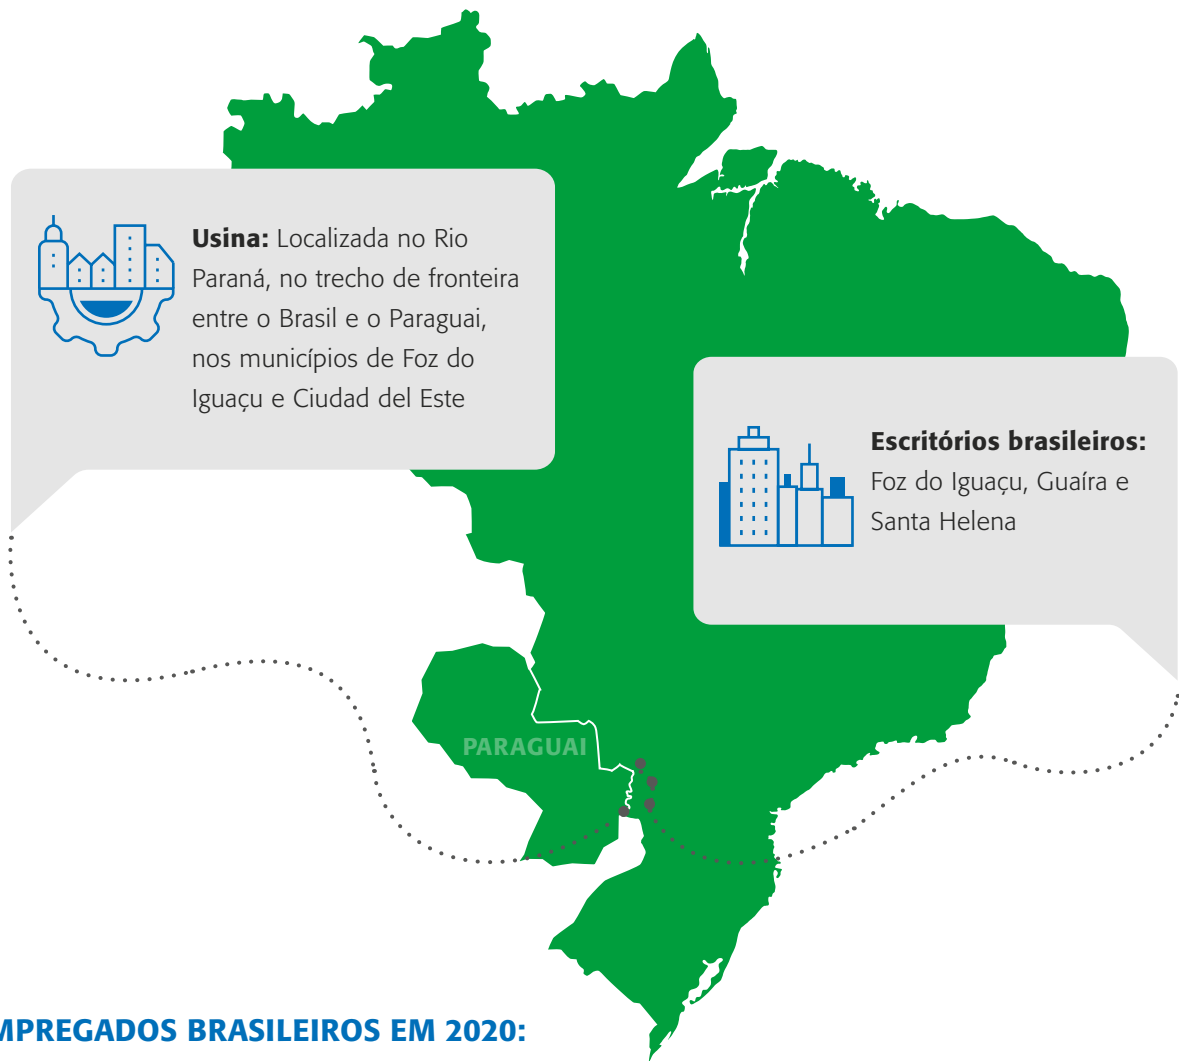 Usina: Localizada no Rio
Paraná, no trecho de fronteira
entre o Brasil e o Paraguai,
nos municípios de Foz do
Iguaçu e Ciudad del Este
Escritórios brasileiros:
Foz do Iguaçu, Guaíra e
Santa Helena
PARAGUAI
MPREGADOS BRASILEIROS EM 2020: